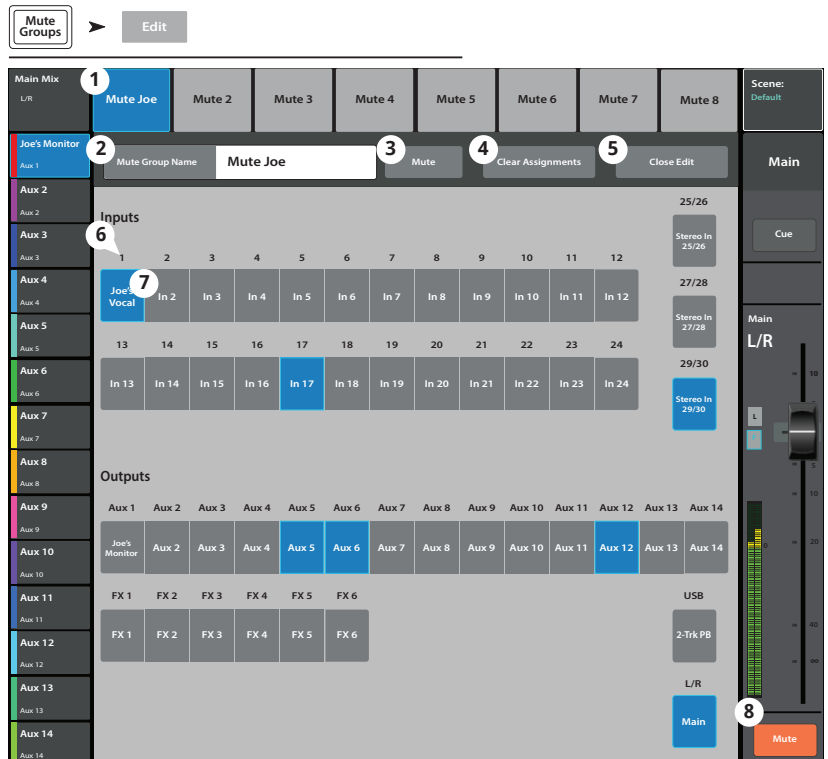 Mute Groups
Edit
Main Mix
L/R
1
Mute Joe
Mute 2
Mute 3
Mute 4
Mute 5
Mute 6
Mute 7
Mute 8
Scene:
Default
Joe's Monitor
Aux 1
2
Mute Group Name
Mute Joe
3
Mute
4
Clear Assignments
5
Close Edit
Main
Aux 2
Aux 2
Aux 3
Aux 3
Aux 4
Aux 4
Aux 5
Aux 5
Aux 6
Aux 6
Aux 7
Aux 7
Aux 8
Aux 8
Aux 9
Aux 9
Aux 10
Aux 10
Aux 11
Aux 11
Aux 12
Aux 12
Aux 13
Aux 13
Aux 14
Aux 14
Inputs
6
1 2 3 4 5 6 7 8 9 10 11 12
Joe's Vocal
7
In 2 In 3 In 4 In 5 In 6 In 7 In 8 In 9 In 10 In 11 In 12
13 14 15 16 17 18 19 20 21 22 23 24
In 13 In 14 In 15 In 16 In 17 In 18 In 19 In 20 In 21 In 22 In 23 In 24
25/26
Stereo In
25/26
27/28
Stereo In
27/28
29/30
Stereo In
29/30
Outputs
Aux 1 Aux 2 Aux 3 Aux 4 Aux 5 Aux 6 Aux 7 Aux 8 Aux 9 Aux 10 Aux 11 Aux 12 Aux 13 Aux 14
Joe's Monitor
Aux 2 Aux 3 Aux 4 Aux 5 Aux 6 Aux 7 Aux 8 Aux 9 Aux 10 Aux 11 Aux 12 Aux 13 Aux 14
FX 1 FX 2 FX 3 FX 4 FX 5 FX 6
FX 1 FX 2 FX 3 FX 4 FX 5 FX 6
USB
2-Trk PB
L/R
Main
Cue
Main
L/R
10
L
5
10
0
20
40
∞
8
Mute